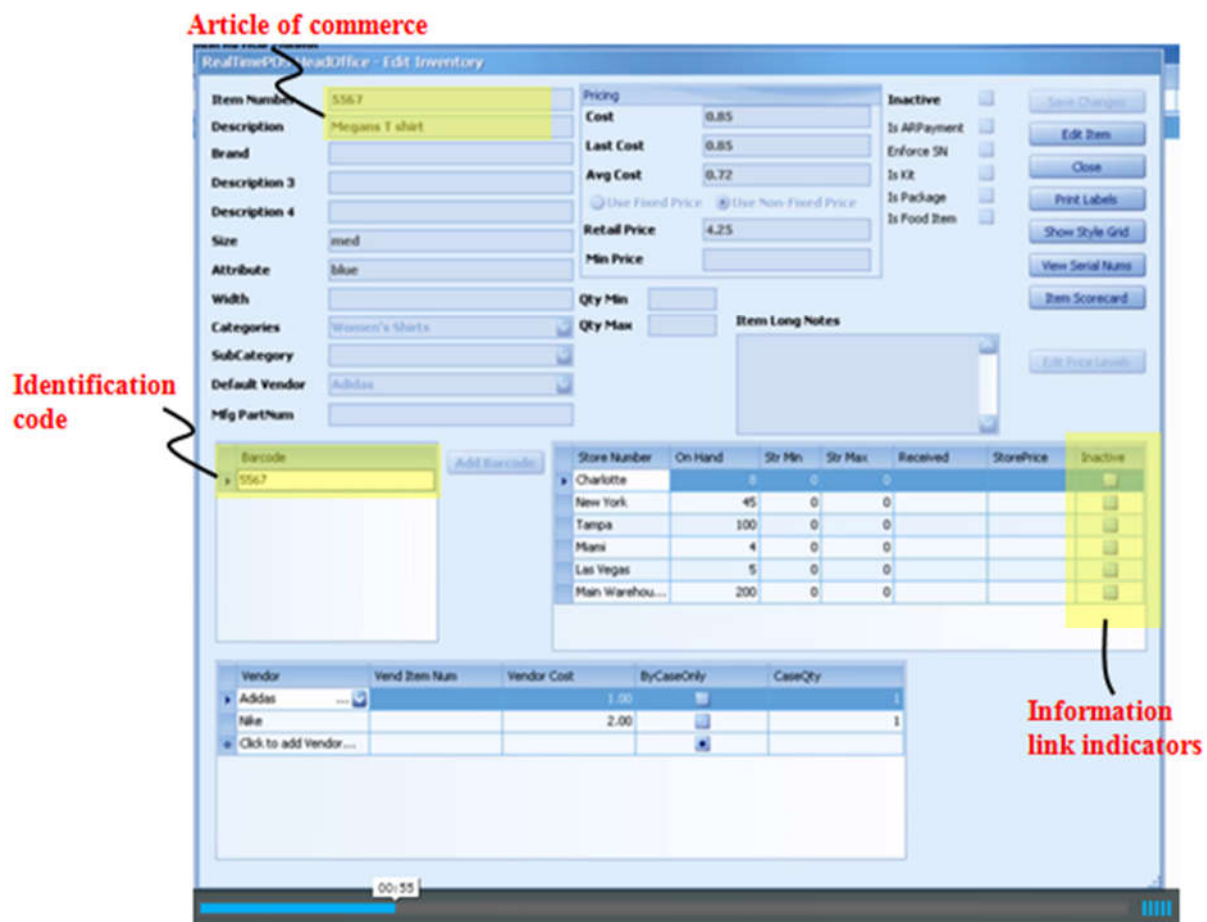 Article of commerce
RealTimePOS HeadOffice - Edit Inventory
Item Number 5567
Description Megans T shirt
Brand
Description 3
Description 4
Size med
Attribute blue
Width
Categories Women's Shirts
SubCategory
Default Vendor Adidas
Mfg PartNum
Pricing
Cost 0.85
Last Cost 0.85
Avg Cost 0.72
Use Fixed Price Use Non-Fixed Price
Retail Price 4.25
Min Price
Qty Min
Qty Max
Item Long Notes
Inactive
Is ARPayment
Enforce SN
Is Kit
Is Package
Is Food Item
Save Changes
Edit Item
Close
Print Labels
Show Style Grid
View Serial Nums
Item Scorecard
Edit Price Levels
Identification
code
Barcode
5567
Add Barcode
Store Number On Hand Str Min Str Max Received StorePrice Inactive
Charlotte 8 0 0
New York 45 0 0
Tampa 100 0 0
Miami 4 0 0
Las Vegas 5 0 0
Main Warehou... 200 0 0
Vendor Vend Item Num Vendor Cost ByCaseOnly CaseQty
Adidas ... 1.00 1
Nike 2.00 1
Click to add Vendor...
Information
link indicators
00:55